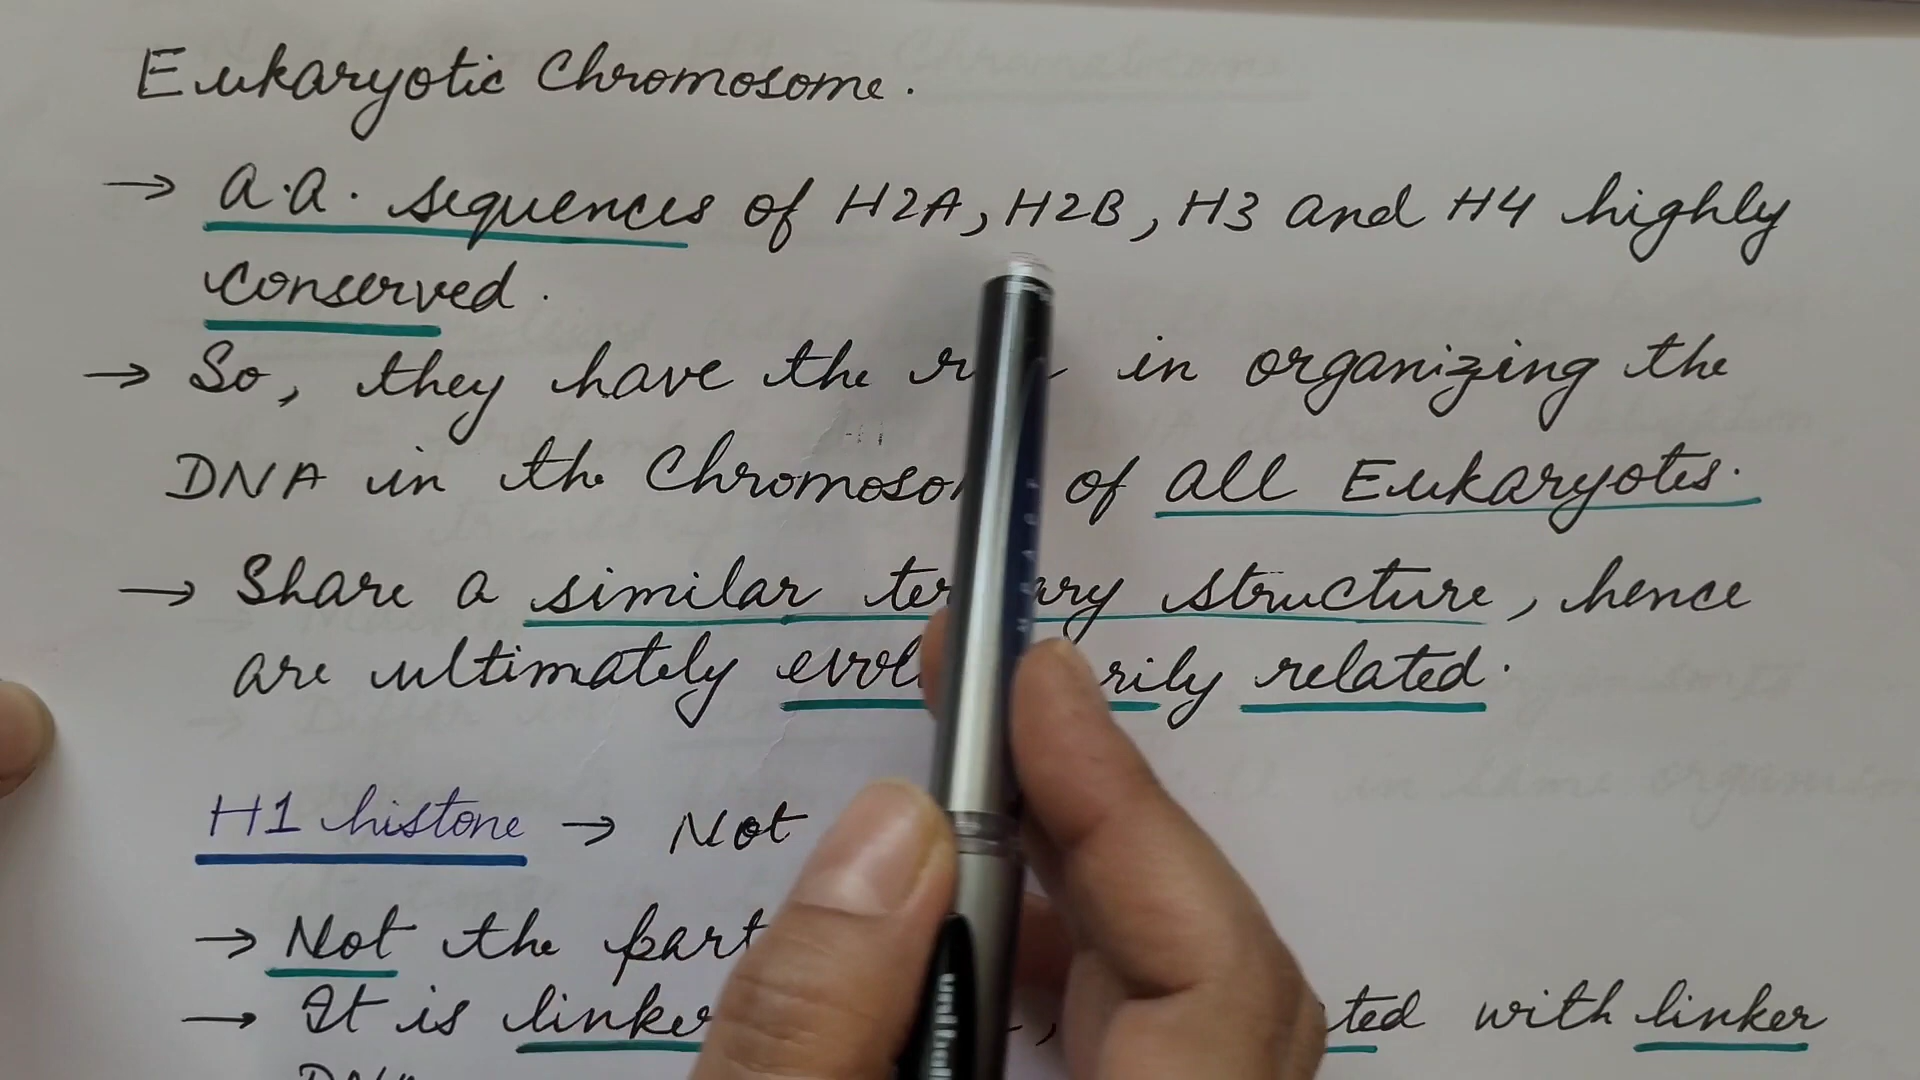 Eukaryotic Chromosome.
→ a.a. sequences of H2A, H2B, H3 and H4 highly
conserved.
→ So, they have the in organizing the
DNA in the of all Eukaryotes.
→ Share a similar structure, hence
are ultimately related.
H1 histone → Not
→ Not the part
→ It is with linker